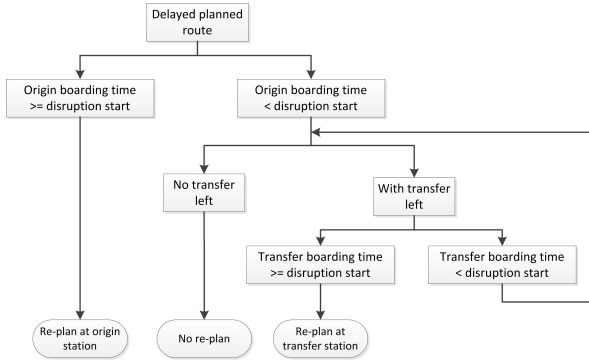 Delayed planned
route
Origin boarding time
>= disruption start
Origin boarding time
< disruption start
No transfer
left
With transfer
left
Transfer boarding time
>= disruption start
Transfer boarding time
< disruption start
Re-plan at origin
station
No re-plan
Re-plan at
transfer station